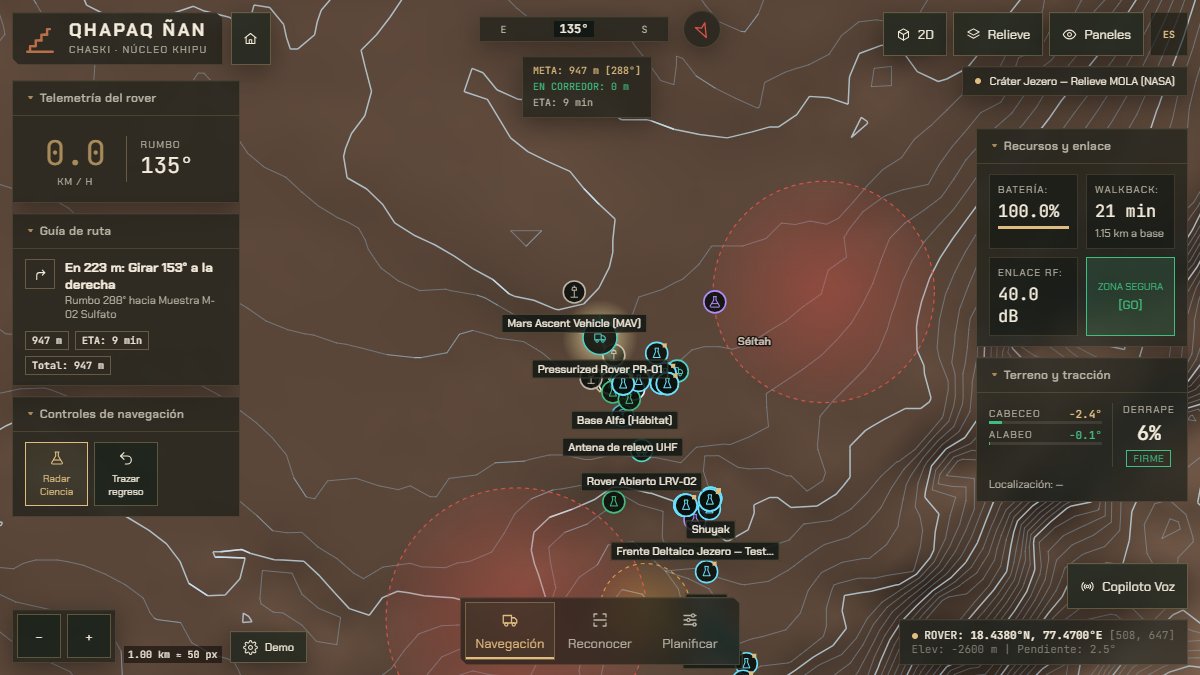 QHAPAQ ÑAN
CHASKI · NÚCLEO KHIPU
E 135° S
META: 947 m [288°]
EN CORREDOR: 0 m
ETA: 9 min
2D
Relieve
Paneles
ES
Cráter Jezero — Relieve MOLA (NASA)
Telemetría del rover
0.0
KM / H
RUMBO
135°
Guía de ruta
En 223 m: Girar 153° a la
derecha
Rumbo 288° hacia Muestra M-
02 Sulfato
947 m
ETA: 9 min
Total: 947 m
Controles de navegación
Radar
Ciencia
Trazar
regreso
Mars Ascent Vehicle (MAV)
Pressurized Rover PR-01
Base Alfa (Hábitat)
Antena de relevo UHF
Rover Abierto LRV-02
Shuyak
Frente Deltaico Jezero — Test…
Séítah
Recursos y enlace
BATERÍA:
100.0%
WALKBACK:
21 min
1.15 km a base
ENLACE RF:
40.0
dB
ZONA SEGURA
[GO]
Terreno y tracción
CABECEO -2.4°
ALABEO -0.1°
DERRAPE
6%
FIRME
Localización: —
Copiloto Voz
ROVER: 18.4380°N, 77.4700°E [508, 647]
Elev: -2600 m | Pendiente: 2.5°
−
+
1.00 km ≈ 50 px
Demo
Navegación
Reconocer
Planificar